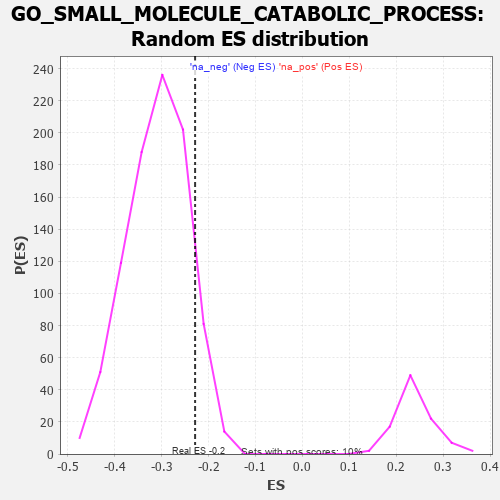 GO_SMALL_MOLECULE_CATABOLIC_PROCESS:
Random ES distribution
'na_neg' (Neg ES) 'na_pos' (Pos ES)
240
220
200
180
160
140
120
100
80
60
40
20
0
P(ES)
Real ES -0.2
Sets with pos scores: 10%
-0.5 -0.4 -0.3 -0.2 -0.1 0.0 0.1 0.2 0.3 0.4
ES